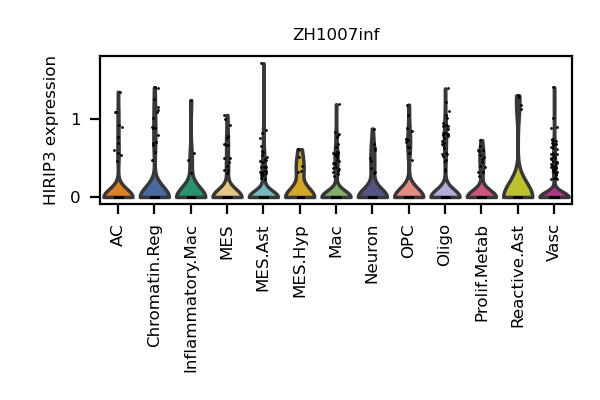 ZH1007inf
HIRIP3 expression
1
0
AC
Chromatin.Reg
Inflammatory.Mac
MES
MES.Ast
MES.Hyp
Mac
Neuron
OPC
Oligo
Prolif.Metab
Reactive.Ast
Vasc